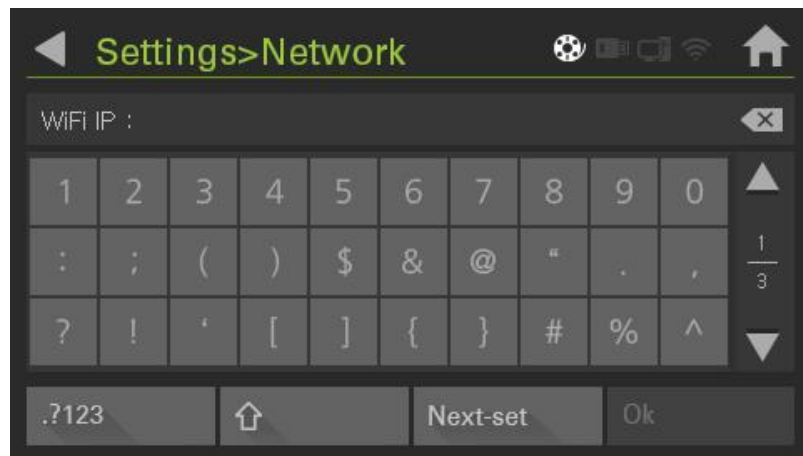 Settings>Network
WiFi IP :
1 2 3 4 5 6 7 8 9 0
: ; ( ) $ & @ “ . ,
? ! ‘ [ ] { } # % ^
1
3
.?123 Next-set Ok